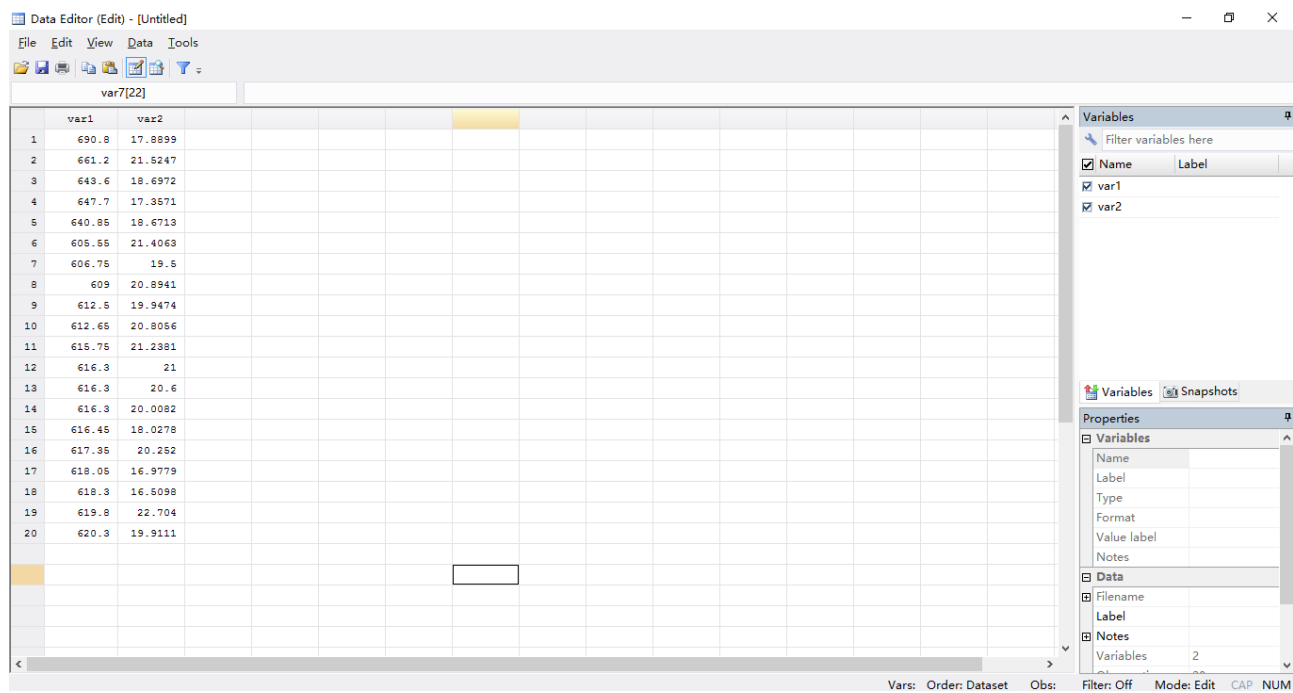 Data Editor (Edit) - [Untitled]
File Edit View Data Tools
var7[22]
var1 var2
1 690.8 17.8899
2 661.2 21.5247
3 643.6 18.6972
4 647.7 17.3571
5 640.85 18.6713
6 605.55 21.4063
7 606.75 19.5
8 609 20.8941
9 612.5 19.9474
10 612.65 20.8056
11 615.75 21.2381
12 616.3 21
13 616.3 20.6
14 616.3 20.0082
15 616.45 18.0278
16 617.35 20.252
17 618.05 16.9779
18 618.3 16.5098
19 619.8 22.704
20 620.3 19.9111
Variables
Filter variables here
Name Label
var1
var2
Variables Snapshots
Properties
Variables
Name
Label
Type
Format
Value label
Notes
Data
Filename
Label
Notes
Variables 2
Vars: Order: Dataset Obs: Filter: Off Mode: Edit CAP NUM